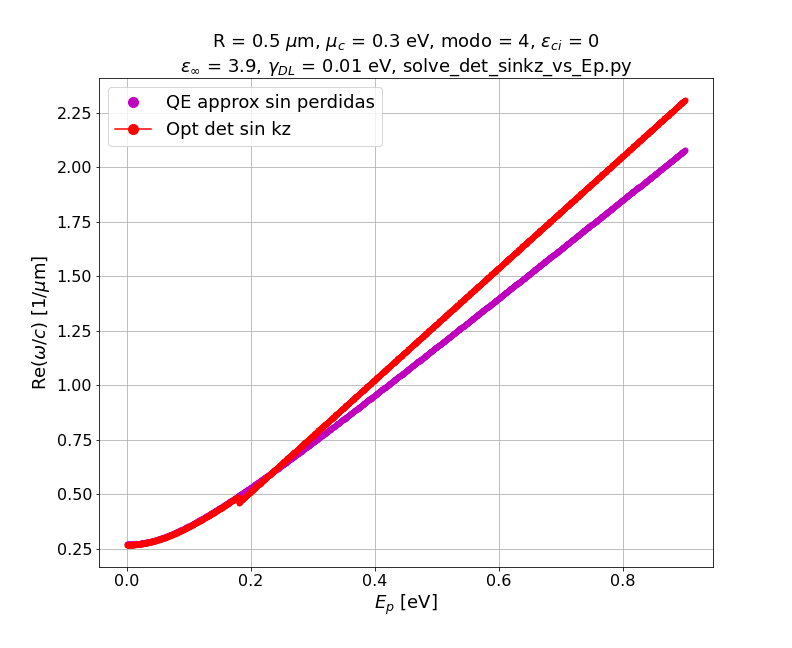 R = 0.5 μm, μ_c = 0.3 eV, modo = 4, ε_ci = 0
ε_∞ = 3.9, γ_DL = 0.01 eV, solve_det_sinkz_vs_Ep.py
QE approx sin perdidas
Opt det sin kz
2.25
2.00
1.75
1.50
1.25
1.00
0.75
0.50
0.25
Re(ω/c) [1/μm]
0.0 0.2 0.4 0.6 0.8
E_p [eV]